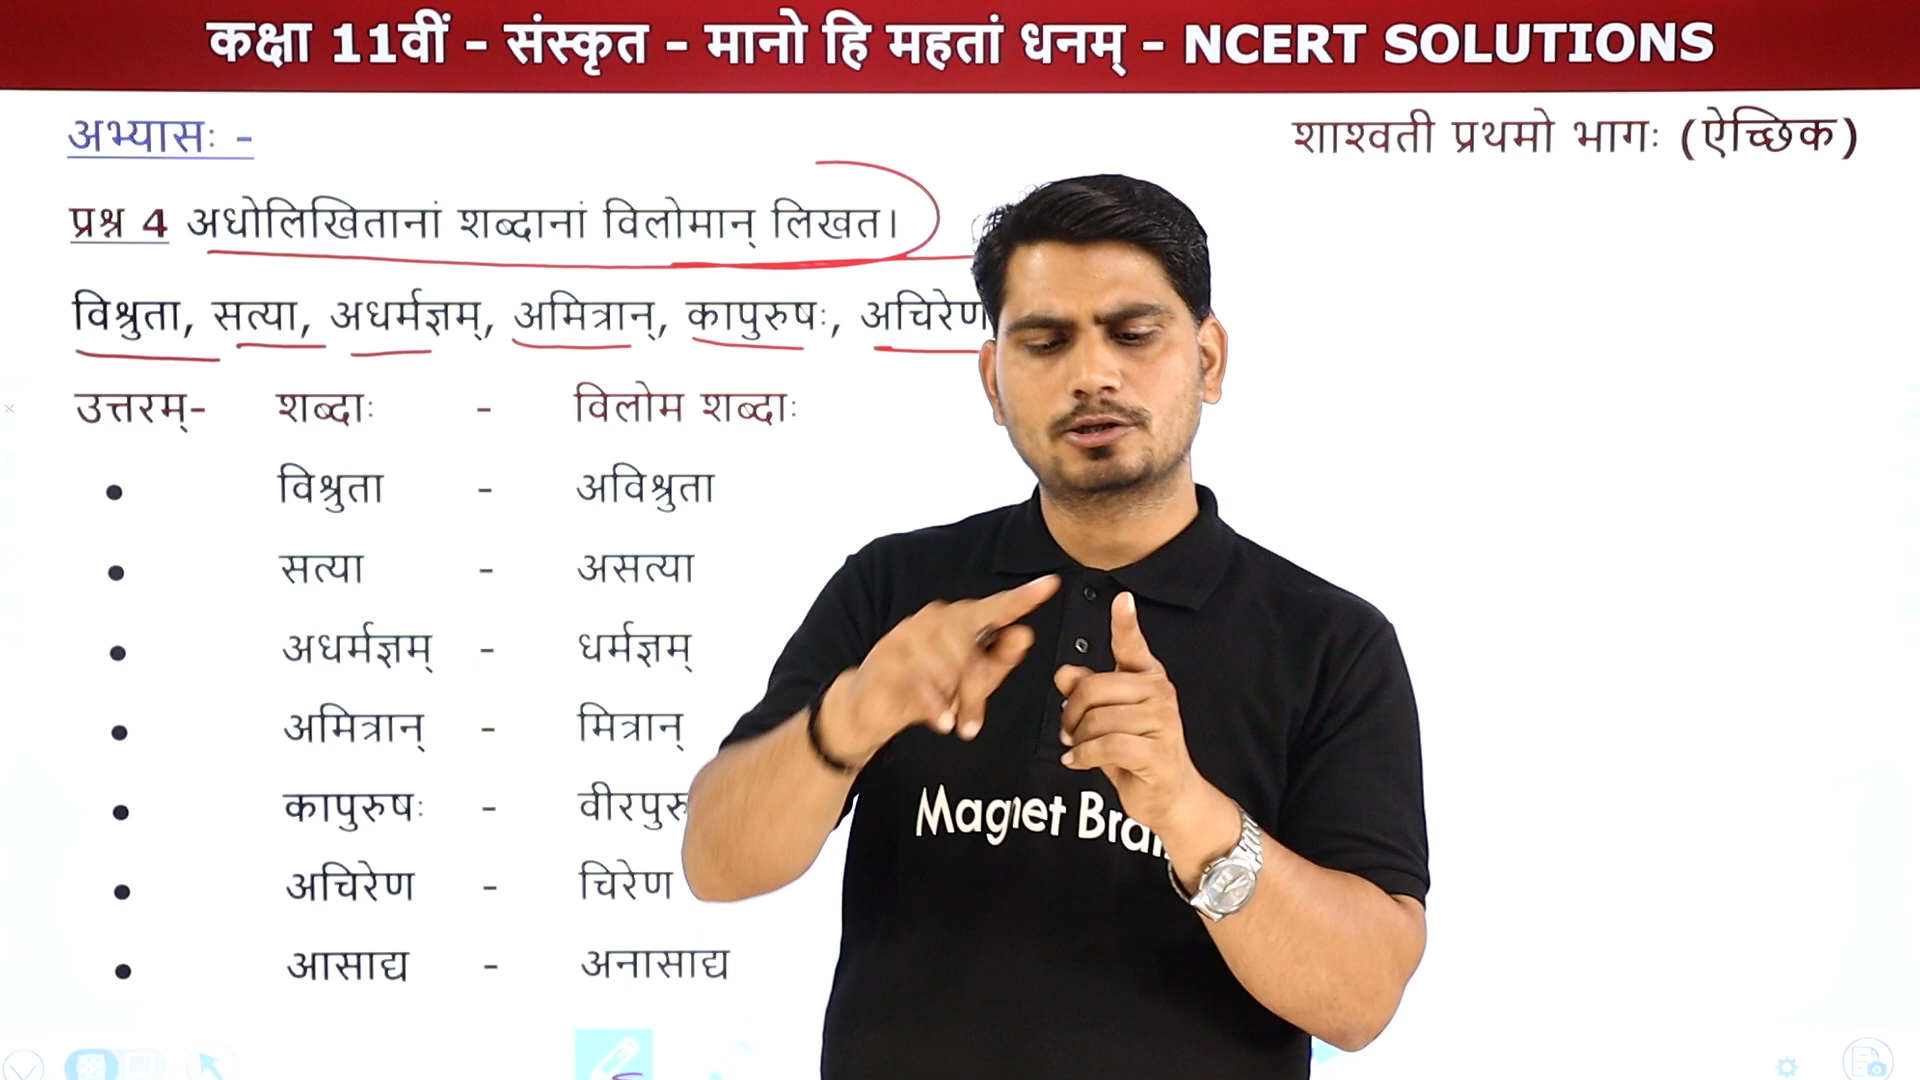 कक्षा 11वीं - संस्कृत - मानो हि महतां धनम् - NCERT SOLUTIONS
अभ्यासः -
शाश्वती प्रथमो भागः (ऐच्छिक)
प्रश्न 4 अधोलिखितानां शब्दानां विलोमान् लिखत।
विश्रुता, सत्या, अधर्मज्ञम्, अमित्रान्, कापुरुषः, अचिरेण
उत्तरम्- शब्दाः - विलोम शब्दाः
• विश्रुता - अविश्रुता
• सत्या - असत्या
• अधर्मज्ञम् - धर्मज्ञम्
• अमित्रान् - मित्रान्
• कापुरुषः -
• अचिरेण - चिरेण
• आसाद्य - अनासाद्य
Magnet